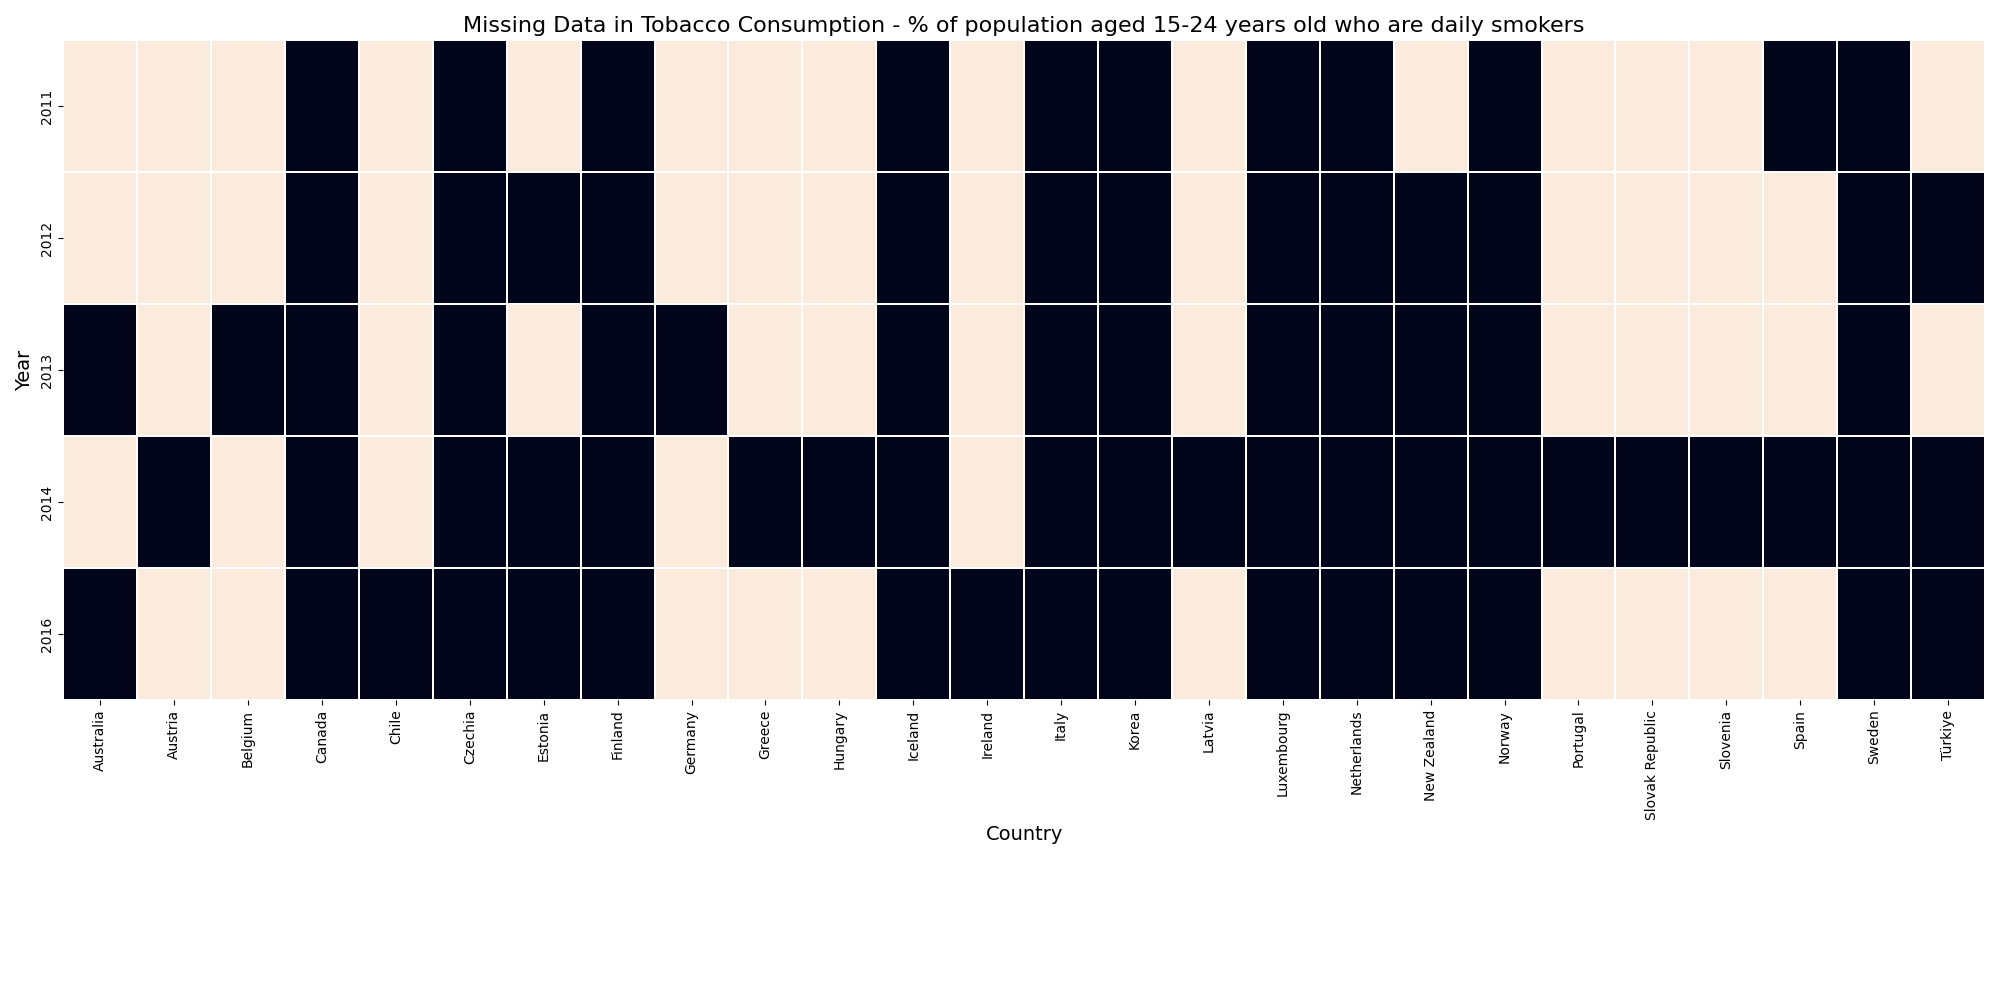 Missing Data in Tobacco Consumption - % of population aged 15-24 years old who are daily smokers
Year
2011
2012
2013
2014
2016
Australia
Austria
Belgium
Canada
Chile
Czechia
Estonia
Finland
Germany
Greece
Hungary
Iceland
Ireland
Italy
Korea
Latvia
Luxembourg
Netherlands
New Zealand
Norway
Portugal
Slovak Republic
Slovenia
Spain
Sweden
Türkiye
Country